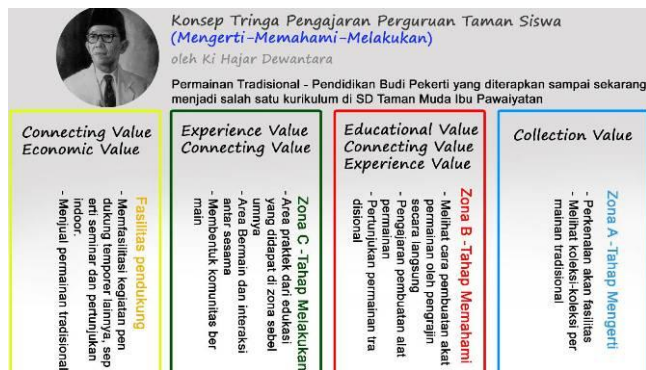 Konsep Tringa Pengajaran Perguruan Taman Siswa
(Mengerti-Memahami-Melakukan)
oleh Ki Hajar Dewantara
Permainan Tradisional - Pendidikan Budi Pekerti yang diterapkan sampai sekarang
menjadi salah satu kurikulum di SD Taman Muda Ibu Pawaiyatan
Connecting Value
Economic Value
Fasilitas pendukung
- Memfasilitasi kegiatan pen
dukung temporer lainnya, sep
erti seminar dan pertunjukan
indoor.
- Menjual permainan tradisional
Experience Value
Connecting Value
Zona C -Tahap Melakukan
- Area praktek dari edukasi
yang didapat di zona sebel
umnya
- Area Bermain dan interaksi
antar sesama
- Membentuk komunitas ber
main
Educational Value
Connecting Value
Experience Value
Zona B -Tahap Memahami
- Melihat cara pembuatan akat
permainan oleh pengrajin
secara langsung
- Pengajaran pembuatan alat
permainan
- Pertunjukan permainan tra
disional
Collection Value
Zona A -Tahap Mengerti
- Perkenalan akan fasilitas
- Melihat koleksi-koleksi per
mainan tradisional